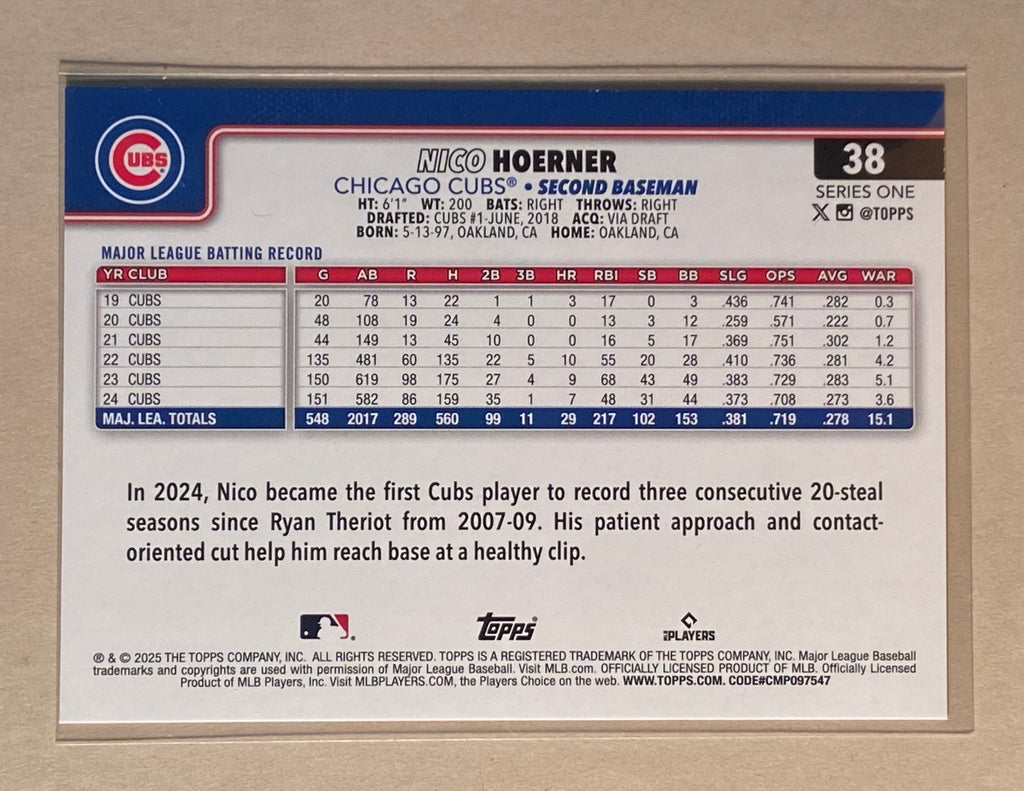 CUBS
NICO HOERNER
38
CHICAGO CUBS® • SECOND BASEMAN
SERIES ONE
HT: 6'1" WT: 200 BATS: RIGHT THROWS: RIGHT
@TOPPS
DRAFTED: CUBS #1-JUNE, 2018 ACQ: VIA DRAFT
BORN: 5-13-97, OAKLAND, CA HOME: OAKLAND, CA
MAJOR LEAGUE BATTING RECORD
YR CLUB G AB R H 2B 3B HR RBI SB BB SLG OPS AVG WAR
19 CUBS 20 78 13 22 1 1 3 17 0 3 .436 .741 .282 0.3
20 CUBS 48 108 19 24 4 0 0 13 3 12 .259 .571 .222 0.7
21 CUBS 44 149 13 45 10 0 0 16 5 17 .369 .751 .302 1.2
22 CUBS 135 481 60 135 22 5 10 55 20 28 .410 .736 .281 4.2
23 CUBS 150 619 98 175 27 4 9 68 43 49 .383 .729 .283 5.1
24 CUBS 151 582 86 159 35 1 7 48 31 44 .373 .708 .273 3.6
MAJ. LEA. TOTALS 548 2017 289 560 99 11 29 217 102 153 .381 .719 .278 15.1
In 2024, Nico became the first Cubs player to record three consecutive 20-steal
seasons since Ryan Theriot from 2007-09. His patient approach and contact-
oriented cut help him reach base at a healthy clip.
Topps
MLB PLAYERS
® & © 2025 THE TOPPS COMPANY, INC. ALL RIGHTS RESERVED. TOPPS IS A REGISTERED TRADEMARK OF THE TOPPS COMPANY, INC. Major League Baseball
trademarks and copyrights are used with permission of Major League Baseball. Visit MLB.com. OFFICIALLY LICENSED PRODUCT OF MLB. Officially Licensed
Product of MLB Players, Inc. Visit MLBPLAYERS.COM, the Players Choice on the web. WWW.TOPPS.COM. CODE#CMP097547